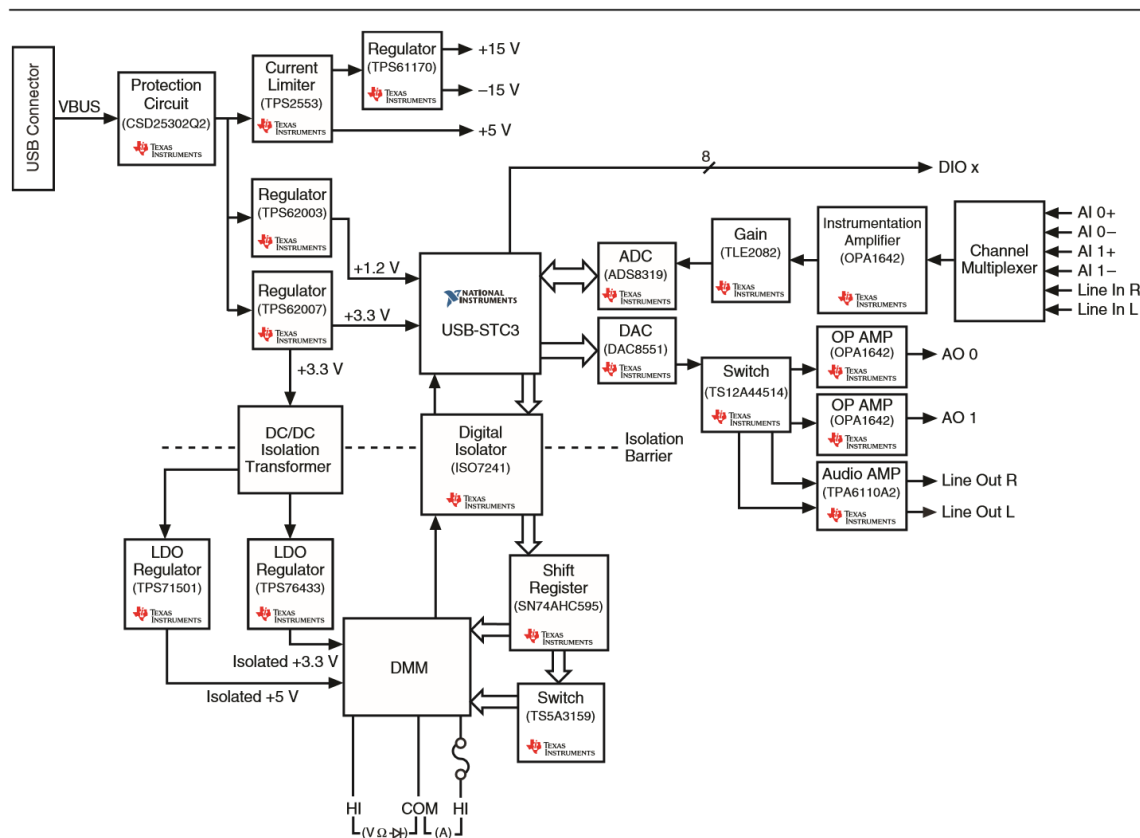 USB Connector
VBUS
Protection
Circuit
(CSD25302Q2)
TEXAS
INSTRUMENTS
Current
Limiter
(TPS2553)
TEXAS
INSTRUMENTS
Regulator
(TPS61170)
TEXAS
INSTRUMENTS
+15 V
–15 V
+5 V
Regulator
(TPS62003)
TEXAS
INSTRUMENTS
+1.2 V
Regulator
(TPS62007)
TEXAS
INSTRUMENTS
+3.3 V
+3.3 V
NATIONAL
INSTRUMENTS
USB-STC3
8
DIO x
ADC
(ADS8319)
TEXAS
INSTRUMENTS
Gain
(TLE2082)
TEXAS
INSTRUMENTS
Instrumentation
Amplifier
(OPA1642)
TEXAS
INSTRUMENTS
Channel
Multiplexer
AI 0+
AI 0–
AI 1+
AI 1–
Line In R
Line In L
DAC
(DAC8551)
TEXAS
INSTRUMENTS
Switch
(TS12A44514)
TEXAS
INSTRUMENTS
OP AMP
(OPA1642)
TEXAS
INSTRUMENTS
AO 0
OP AMP
(OPA1642)
TEXAS
INSTRUMENTS
AO 1
Audio AMP
(TPA6110A2)
TEXAS
INSTRUMENTS
Line Out R
Line Out L
DC/DC
Isolation
Transformer
Digital
Isolator
(ISO7241)
TEXAS
INSTRUMENTS
Isolation
Barrier
LDO
Regulator
(TPS71501)
TEXAS
INSTRUMENTS
LDO
Regulator
(TPS76433)
TEXAS
INSTRUMENTS
Shift
Register
(SN74AHC595)
TEXAS
INSTRUMENTS
Isolated +3.3 V
Isolated +5 V
DMM
Switch
(TS5A3159)
TEXAS
INSTRUMENTS
HI
COM
HI
(V Ω )
(A)